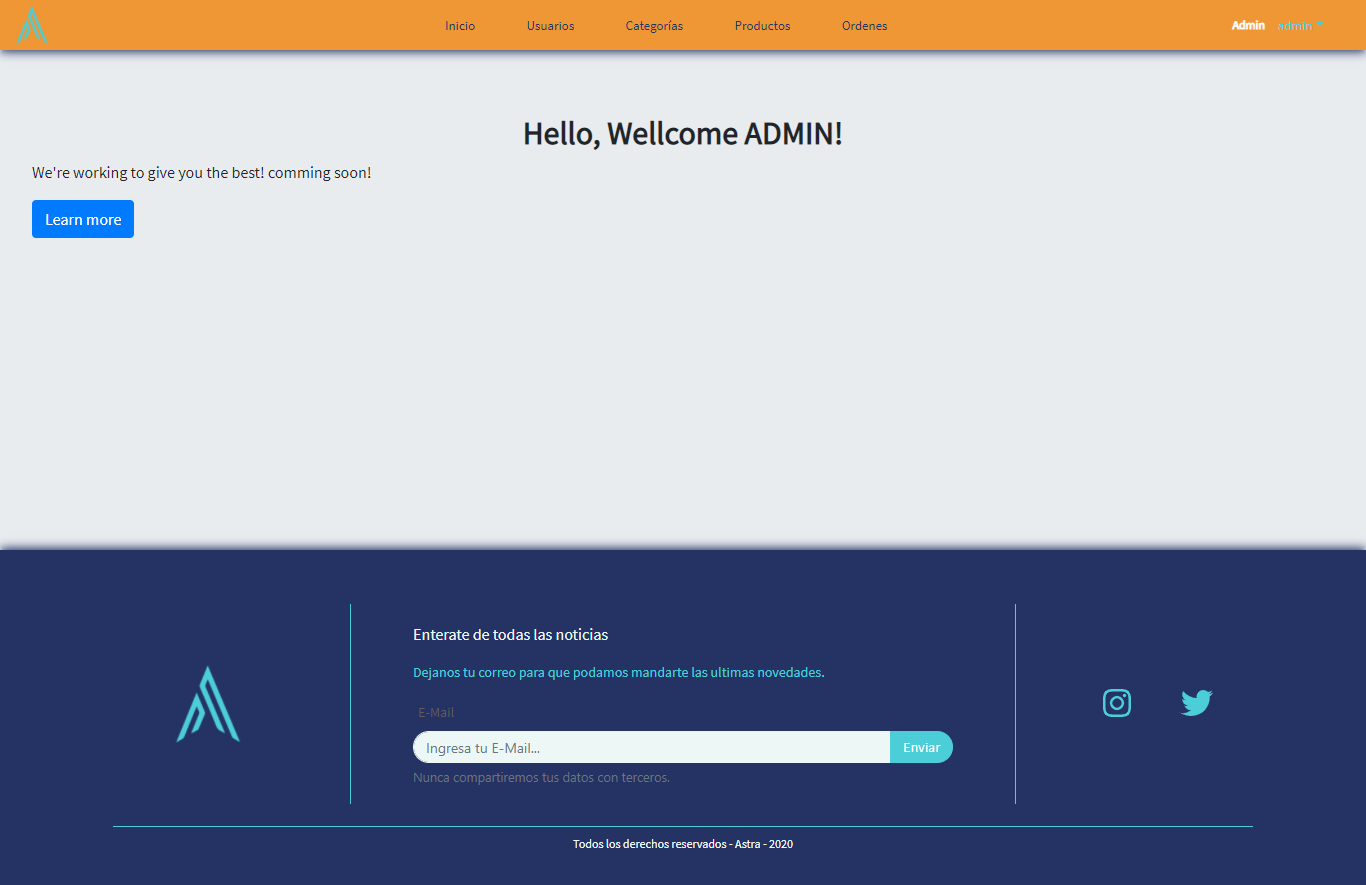 Inicio Usuarios Categorías Productos Ordenes Admin admin
Hello, Wellcome ADMIN!
We're working to give you the best! comming soon!
Learn more
Enterate de todas las noticias
Dejanos tu correo para que podamos mandarte las ultimas novedades.
E-Mail
Ingresa tu E-Mail... Enviar
Nunca compartiremos tus datos con terceros.
Todos los derechos reservados - Astra - 2020